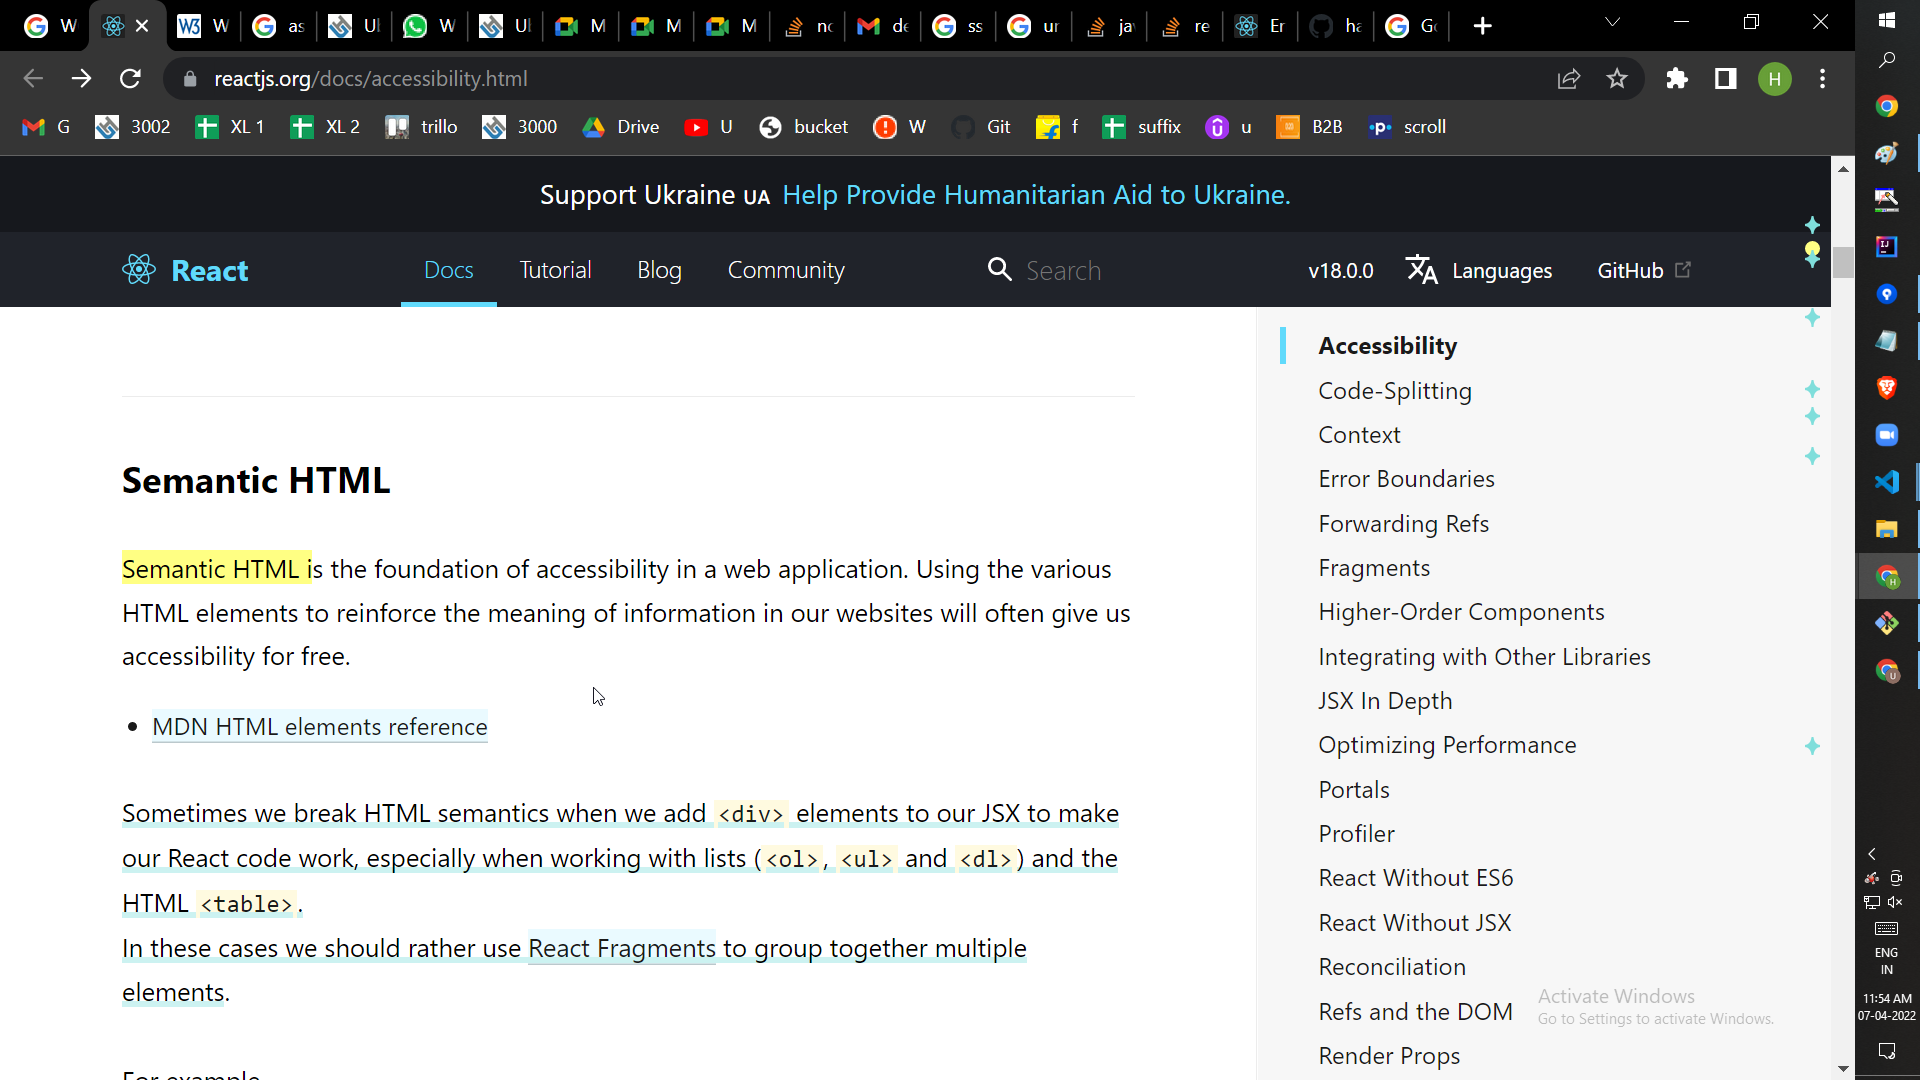 W
W
as
Ul
W
Ul
M
M
M
nc
de
ss
ur
ja
re
Er
ha
Ge
reactjs.org/docs/accessibility.html
H
G
3002
XL 1
XL 2
trillo
3000
Drive
U
bucket
W
Git
f
suffix
u
B2B
scroll
Support Ukraine UA Help Provide Humanitarian Aid to Ukraine.
React
Docs
Tutorial
Blog
Community
Search
v18.0.0
Languages
GitHub
Semantic HTML
Semantic HTML is the foundation of accessibility in a web application. Using the various
HTML elements to reinforce the meaning of information in our websites will often give us
accessibility for free.
MDN HTML elements reference
Sometimes we break HTML semantics when we add <div> elements to our JSX to make
our React code work, especially when working with lists (<ol>, <ul> and <dl>) and the
HTML <table>.
In these cases we should rather use React Fragments to group together multiple
elements.
For example
Accessibility
Code-Splitting
Context
Error Boundaries
Forwarding Refs
Fragments
Higher-Order Components
Integrating with Other Libraries
JSX In Depth
Optimizing Performance
Portals
Profiler
React Without ES6
React Without JSX
Reconciliation
Refs and the DOM
Render Props
Activate Windows
Go to Settings to activate Windows.
ENG
IN
11:54 AM
07-04-2022